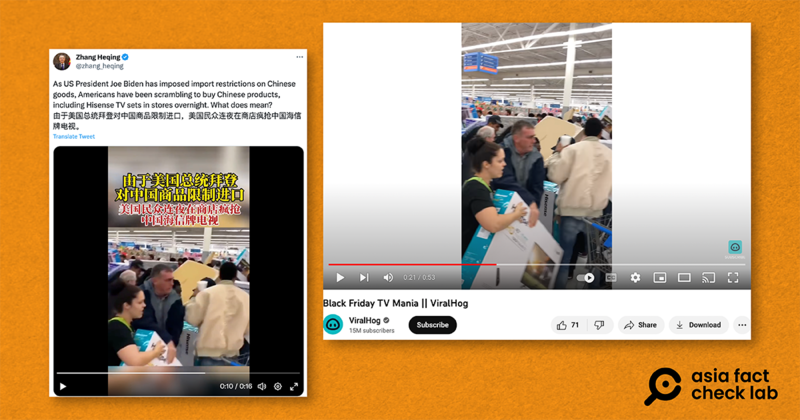 Zhang Heqing
@zhang_heqing
As US President Joe Biden has imposed import restrictions on Chinese
goods, Americans have been scrambling to buy Chinese products,
including Hisense TV sets in stores overnight. What does mean?
由于美国总统拜登对中国商品限制进口，美国民众连夜在商店疯抢中国海信
牌电视。
Translate Tweet
由于美国总统拜登
对中国商品限制进口
美国民众连夜在商店疯抢
中国海信牌电视
0:10 / 0:16
0:21 / 0:53
Black Friday TV Mania || ViralHog
ViralHog
15M subscribers
Subscribe
71
Share
Download
asia fact
check lab